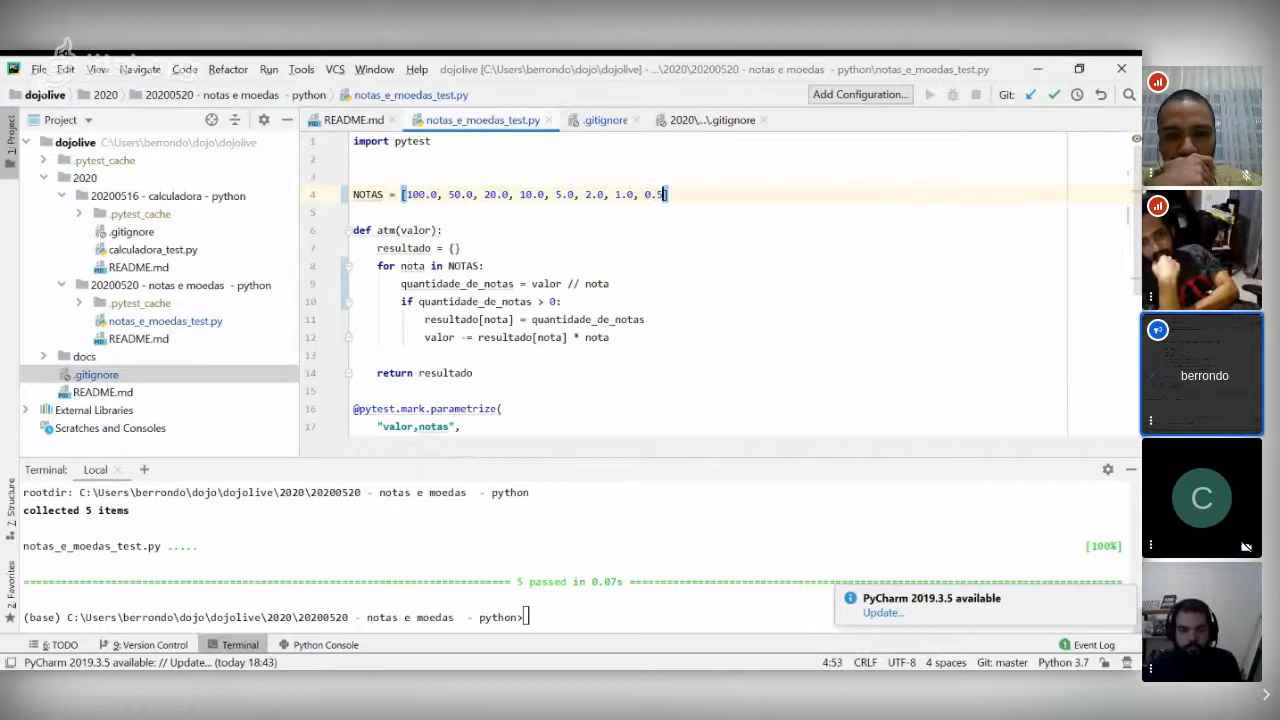 File Edit View Navigate Code Refactor Run Tools VCS Window Help dojolive [C:\Users\berrondo\dojo\dojolive] - ...\2020\20200520 - notas e moedas - python\notas_e_moedas_test.py
dojolive 2020 20200520 - notas e moedas - python notas_e_moedas_test.py Add Configuration... Git:
Project README.md notas_e_moedas_test.py .gitignore 2020\...\.gitignore
1: Project
dojolive C:\Users\berrondo\dojo\dojolive
.pytest_cache
2020
20200516 - calculadora - python
.pytest_cache
.gitignore
calculadora_test.py
README.md
20200520 - notas e moedas - python
.pytest_cache
notas_e_moedas_test.py
README.md
docs
.gitignore
README.md
External Libraries
Scratches and Consoles
1 import pytest
2
3
4 NOTAS = [100.0, 50.0, 20.0, 10.0, 5.0, 2.0, 1.0, 0.5]
5
6 def atm(valor):
7 resultado = {}
8 for nota in NOTAS:
9 quantidade_de_notas = valor // nota
10 if quantidade_de_notas > 0:
11 resultado[nota] = quantidade_de_notas
12 valor -= resultado[nota] * nota
13
14 return resultado
15
16 @pytest.mark.parametrize(
17 "valor,notas",
Terminal: Local
7: Structure
2: Favorites
rootdir: C:\Users\berrondo\dojo\dojolive\2020\20200520 - notas e moedas - python
collected 5 items
notas_e_moedas_test.py ..... [100%]
5 passed in 0.07s
(base) C:\Users\berrondo\dojo\dojolive\2020\20200520 - notas e moedas - python>
PyCharm 2019.3.5 available
Update...
6: TODO 9: Version Control Terminal Python Console Event Log
PyCharm 2019.3.5 available: // Update... (today 18:43) 4:53 CRLF UTF-8 4 spaces Git: master Python 3.7
berrondo
C